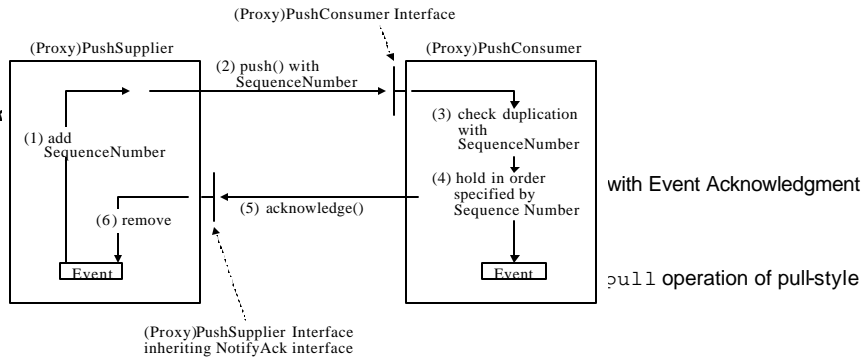 (Proxy)PushConsumer Interface
(Proxy)PushSupplier
(Proxy)PushConsumer
(2) push() with
SequenceNumber
(1) add
SequenceNumber
(3) check duplication
with
SequenceNumber
(4) hold in order
specified by
Sequence Number
with Event Acknowledgment
(5) acknowledge()
(6) remove
Event
Event
pull operation of pull-style
(Proxy)PushSupplier Interface
inheriting NotifyAck interface